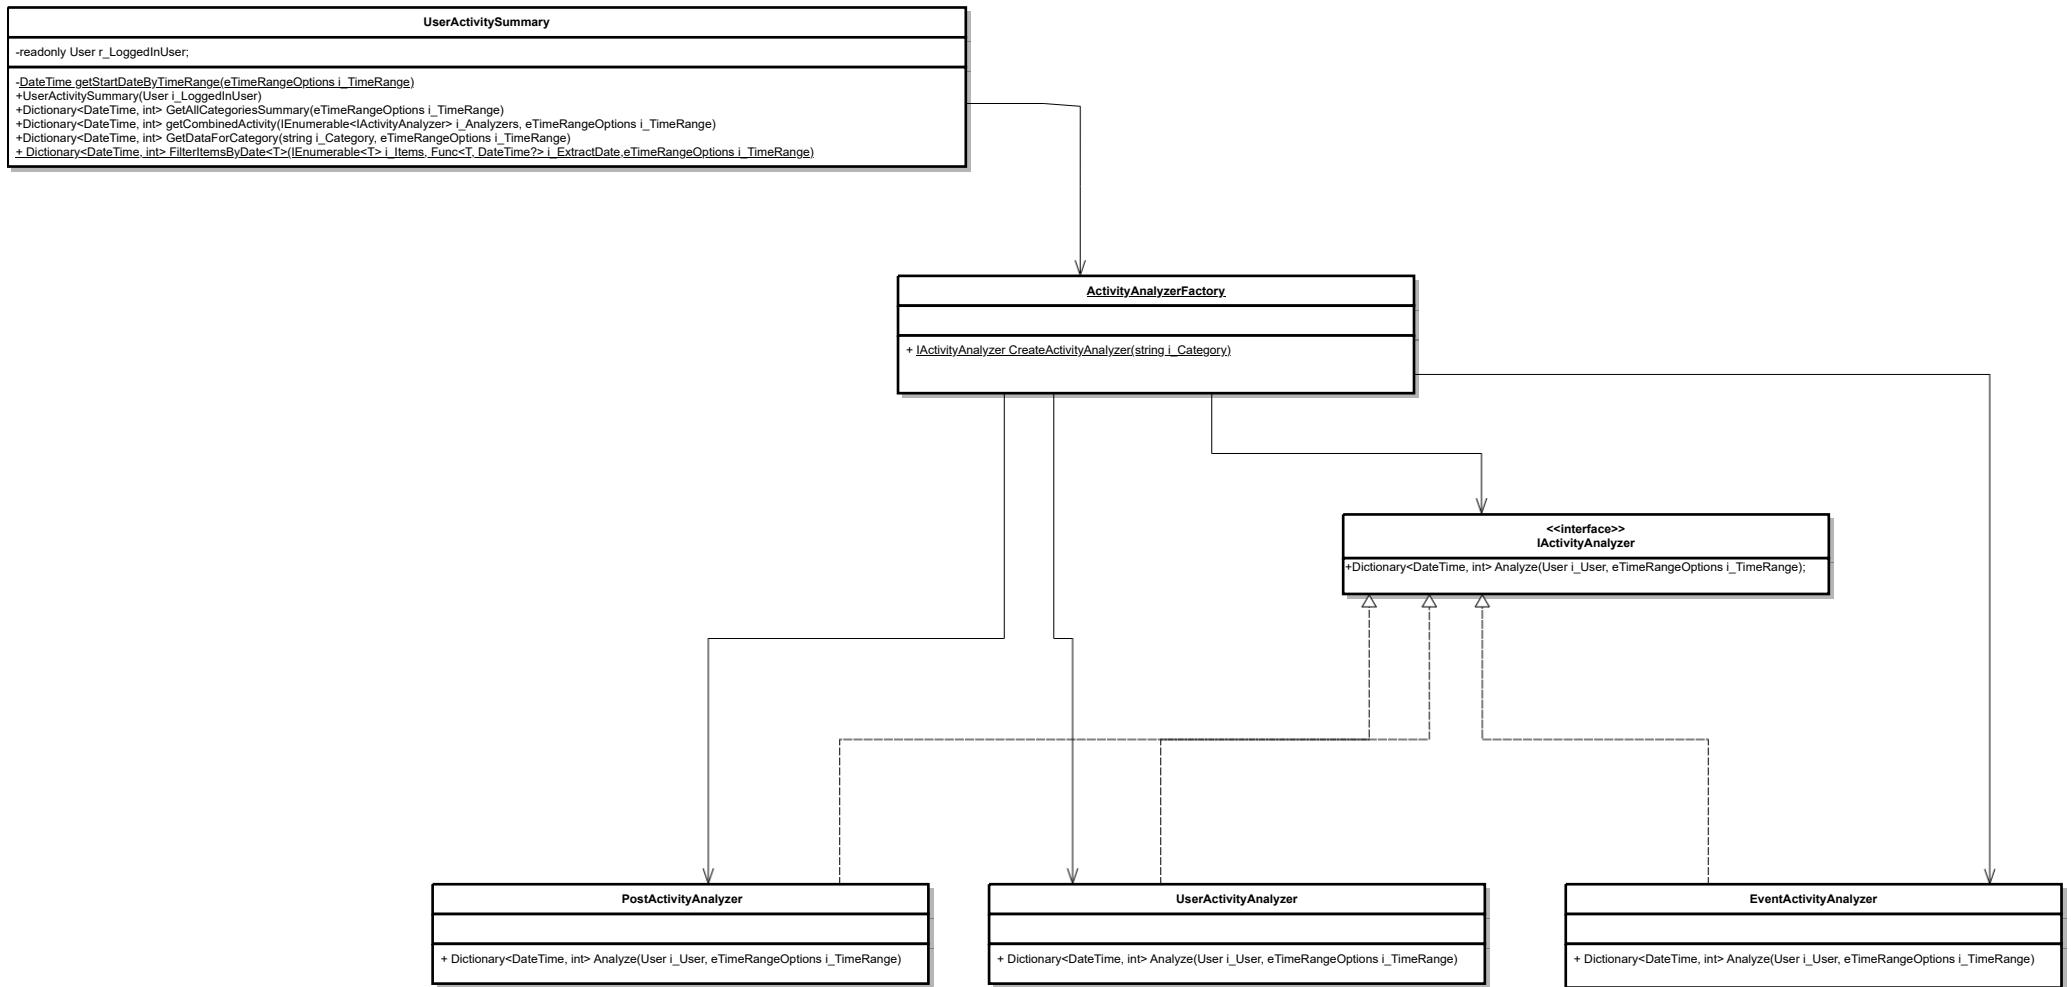 UserActivitySummary
-readonly User r_LoggedInUser;
-DateTime getStartDateByTimeRange(eTimeRangeOptions i_TimeRange)
+UserActivitySummary(User i_LoggedInUser)
+Dictionary<DateTime, int> GetAllCategoriesSummary(eTimeRangeOptions i_TimeRange)
+Dictionary<DateTime, int> getCombinedActivity(IEnumerable<IActivityAnalyzer> i_Analyzers, eTimeRangeOptions i_TimeRange)
+Dictionary<DateTime, int> GetDataForCategory(string i_Category, eTimeRangeOptions i_TimeRange)
+ Dictionary<DateTime, int> FilterItemsByDate<T>(IEnumerable<T> i_Items, Func<T, DateTime?> i_ExtractDate,eTimeRangeOptions i_TimeRange)
ActivityAnalyzerFactory
+ IActivityAnalyzer CreateActivityAnalyzer(string i_Category)
<<interface>>
IActivityAnalyzer
+Dictionary<DateTime, int> Analyze(User i_User, eTimeRangeOptions i_TimeRange);
PostActivityAnalyzer
+ Dictionary<DateTime, int> Analyze(User i_User, eTimeRangeOptions i_TimeRange)
UserActivityAnalyzer
+ Dictionary<DateTime, int> Analyze(User i_User, eTimeRangeOptions i_TimeRange)
EventActivityAnalyzer
+ Dictionary<DateTime, int> Analyze(User i_User, eTimeRangeOptions i_TimeRange)